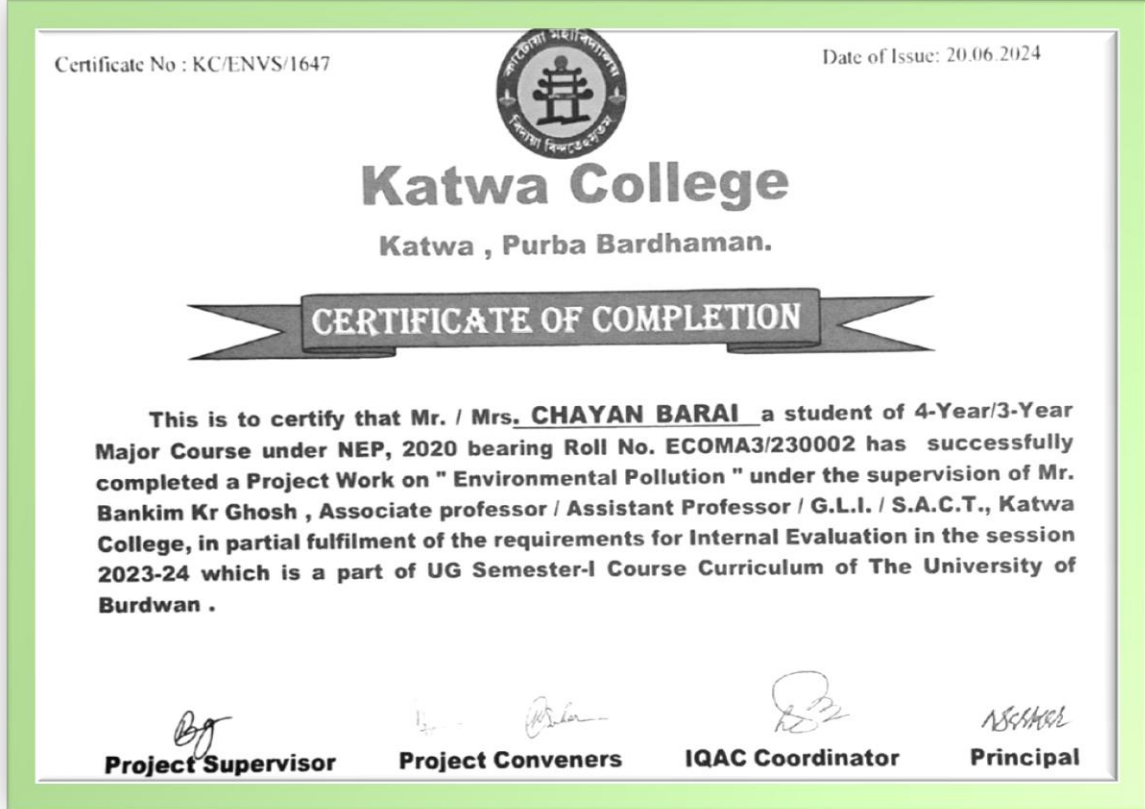 Certificate No : KC/ENVS/1647
Date of Issue: 20.06.2024
কাটোয়া মহাবিদ্যালয়
Katwa College
Katwa , Purba Bardhaman.
CERTIFICATE OF COMPLETION
This is to certify that Mr. / Mrs. CHAYAN BARAI a student of 4-Year/3-Year
Major Course under NEP, 2020 bearing Roll No. ECOMA3/230002 has successfully
completed a Project Work on " Environmental Pollution " under the supervision of Mr.
Bankim Kr Ghosh , Associate professor / Assistant Professor / G.L.I. / S.A.C.T., Katwa
College, in partial fulfilment of the requirements for Internal Evaluation in the session
2023-24 which is a part of UG Semester-I Course Curriculum of The University of
Burdwan .
Project Supervisor
Project Conveners
IQAC Coordinator
Principal